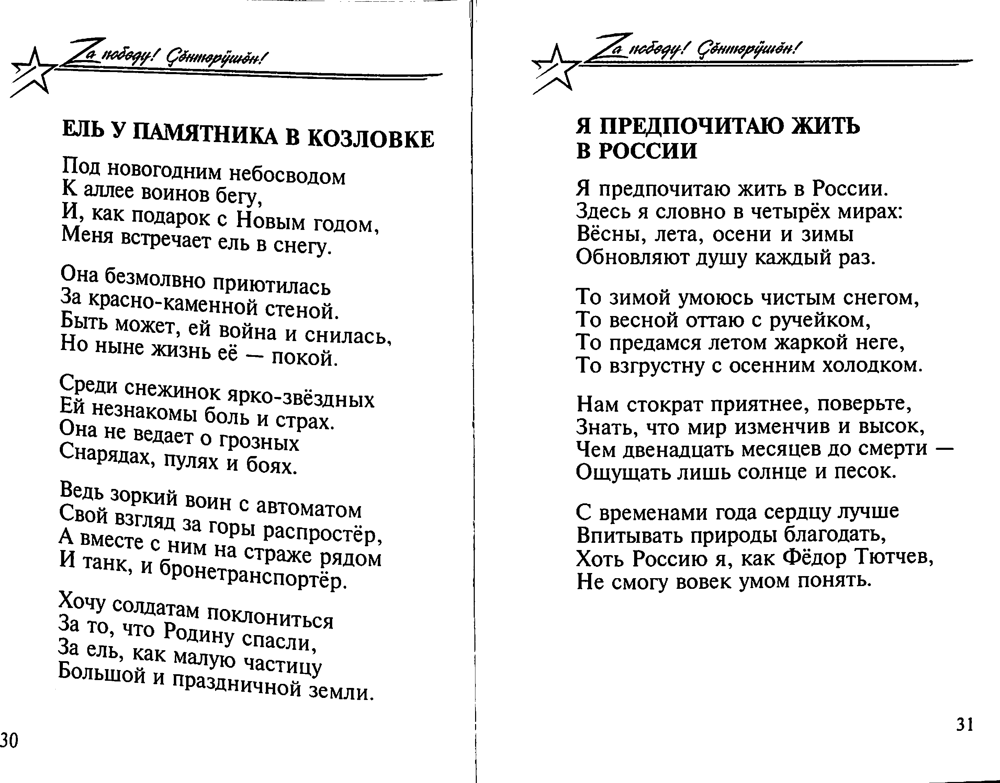 Zа победу! Çӗнтерӳшӗн!
ЕЛЬ У ПАМЯТНИКА В КОЗЛОВКЕ
Под новогодним небосводом
К аллее воинов бегу,
И, как подарок с Новым годом,
Меня встречает ель в снегу.
Она безмолвно приютилась
За красно-каменной стеной.
Быть может, ей война и снилась,
Но ныне жизнь её — покой.
Среди снежинок ярко-звёздных
Ей незнакомы боль и страх.
Она не ведает о грозных
Снарядах, пулях и боях.
Ведь зоркий воин с автоматом
Свой взгляд за горы распростёр,
А вместе с ним на страже рядом
И танк, и бронетранспортёр.
Хочу солдатам поклониться
За то, что Родину спасли,
За ель, как малую частицу
Большой и праздничной земли.
30
Zа победу! Çӗнтерӳшӗн!
Я ПРЕДПОЧИТАЮ ЖИТЬ
В РОССИИ
Я предпочитаю жить в России.
Здесь я словно в четырёх мирах:
Вёсны, лета, осени и зимы
Обновляют душу каждый раз.
То зимой умоюсь чистым снегом,
То весной оттаю с ручейком,
То предамся летом жаркой неге,
То взгрустну с осенним холодком.
Нам стократ приятнее, поверьте,
Знать, что мир изменчив и высок,
Чем двенадцать месяцев до смерти —
Ощущать лишь солнце и песок.
С временами года сердцу лучше
Впитывать природы благодать,
Хоть Россию я, как Фёдор Тютчев,
Не смогу вовек умом понять.
31